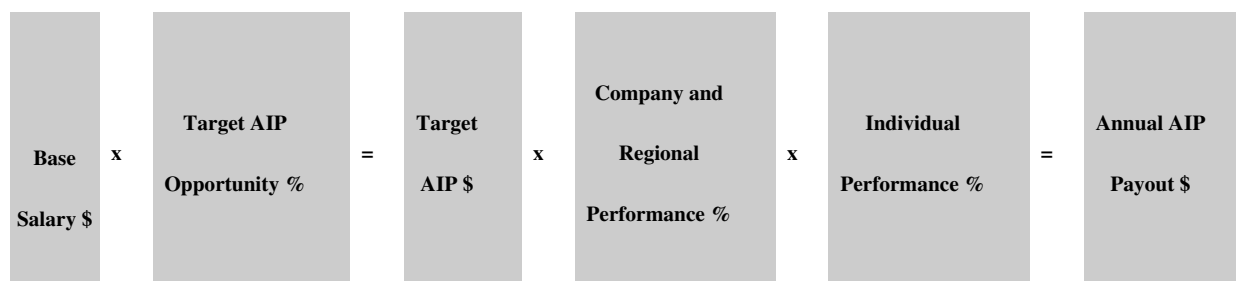 Base
Salary $
x
Target AIP
Opportunity %
=
Target
AIP $
x
Company and
Regional
Performance %
x
Individual
Performance %
=
Annual AIP
Payout $